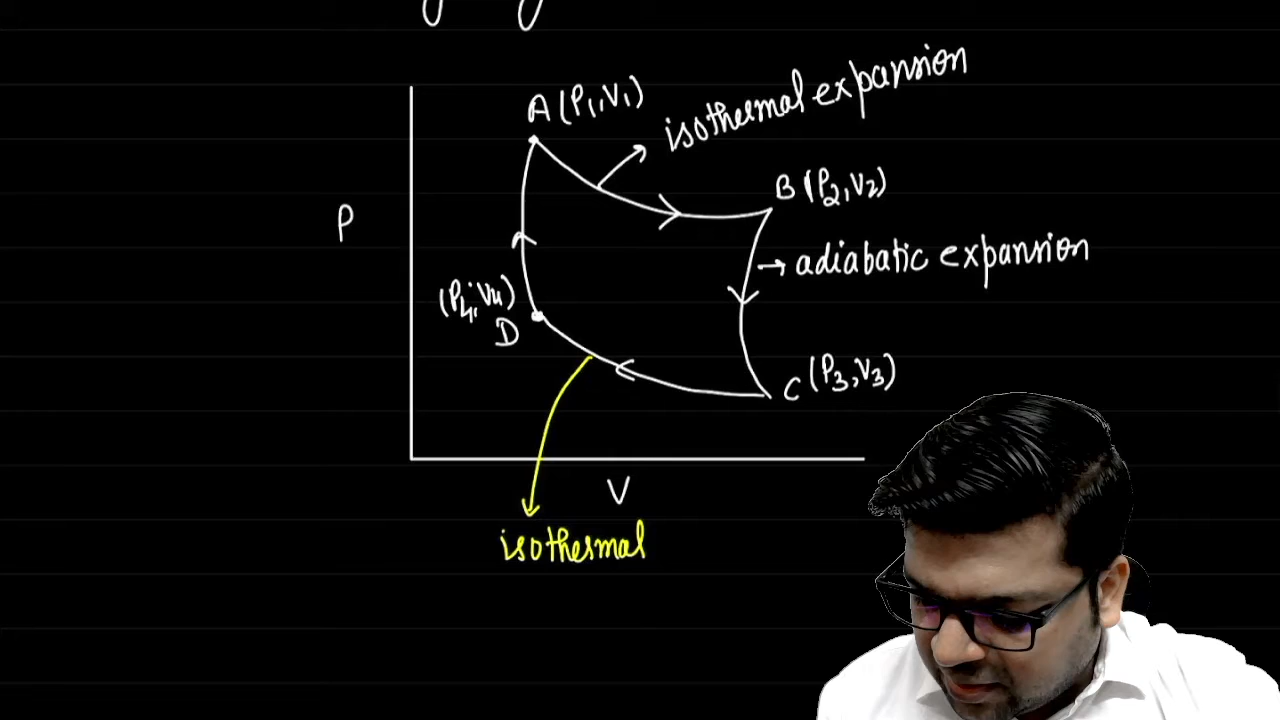 A (P1, V1)
isothermal expansion
B (P2, V2)
P
→ adiabatic expansion
(P4, V4)
D
C (P3, V3)
V
isothermal